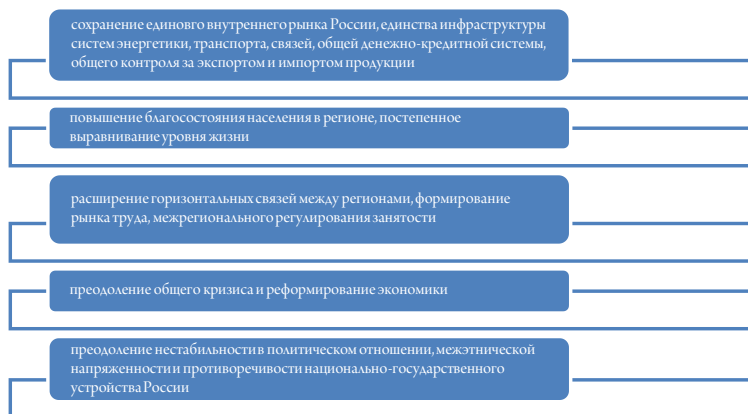 сохранение единовго внутреннего рынка России, единства инфраструктуры
систем энергетики, транспорта, связей, общей денежно-кредитной системы,
общего контроля за экспортом и импортом продукции
повышение благосостояния населения в регионе, постепенное
выравнивание уровня жизни
расширение горизонтальных связей между регионами, формирование
рынка труда, межрегионального регулирования занятости
преодоление общего кризиса и реформирование экономики
преодоление нестабильности в политическом отношении, межэтнической
напряженности и противоречивости национально-государственного
устройства России